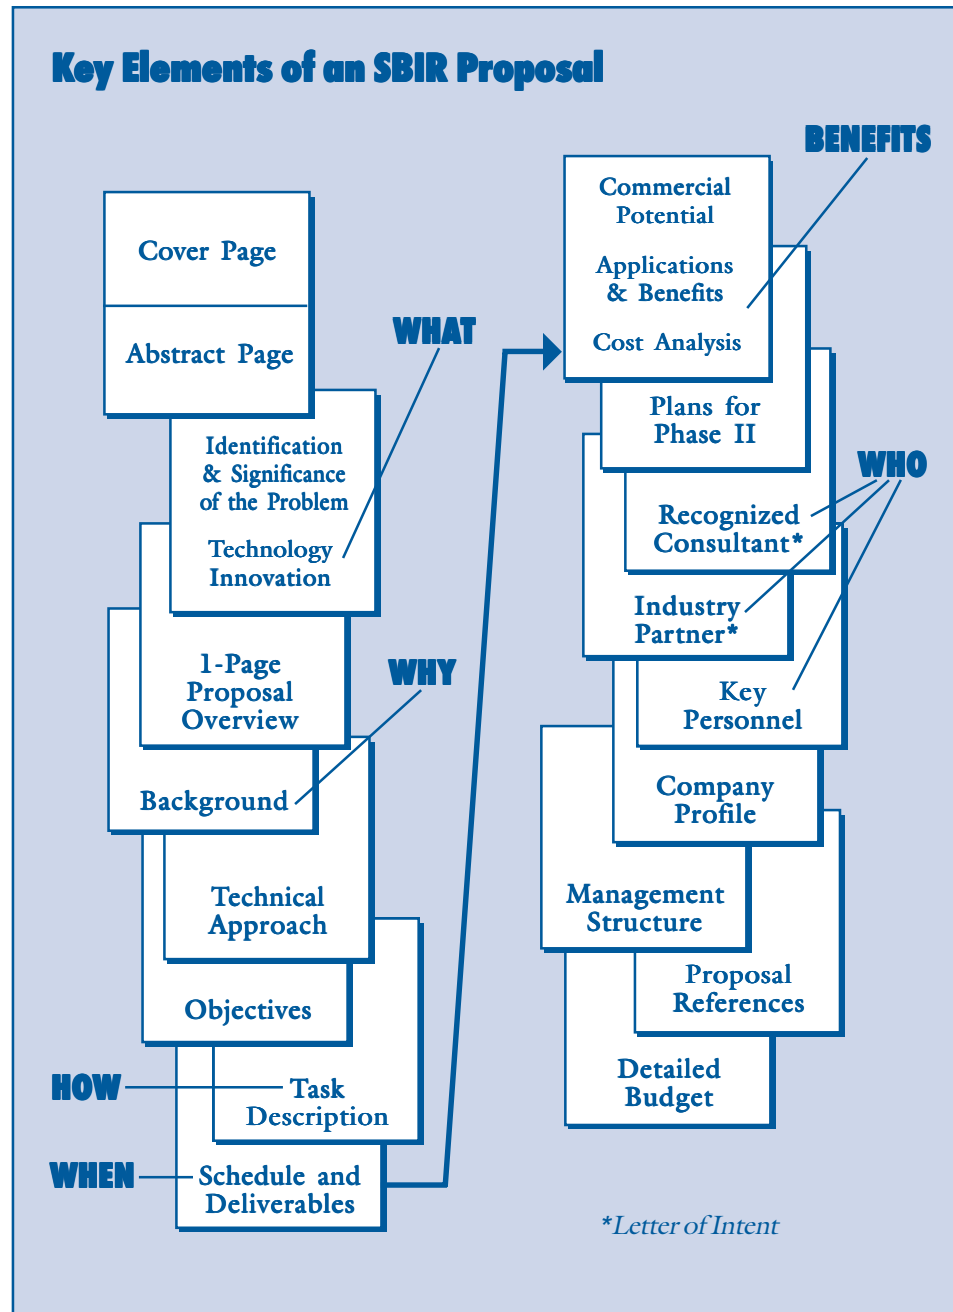 Key Elements of an SBIR Proposal
Cover Page
Abstract Page
WHAT
Identification
& Significance
of the Problem
Technology
Innovation
1-Page
Proposal
Overview
WHY
Background
Technical
Approach
Objectives
HOW
Task
Description
WHEN
Schedule and
Deliverables
BENEFITS
Commercial
Potential
Applications
& Benefits
Cost Analysis
Plans for
Phase II
WHO
Recognized
Consultant*
Industry
Partner*
Key
Personnel
Company
Profile
Management
Structure
Proposal
References
Detailed
Budget
*Letter of Intent